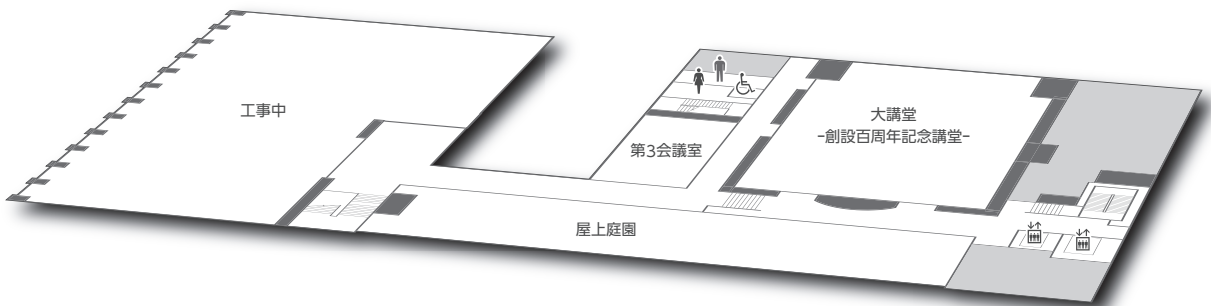 工事中
大講堂
-創設百周年記念講堂-
第3会議室
屋上庭園